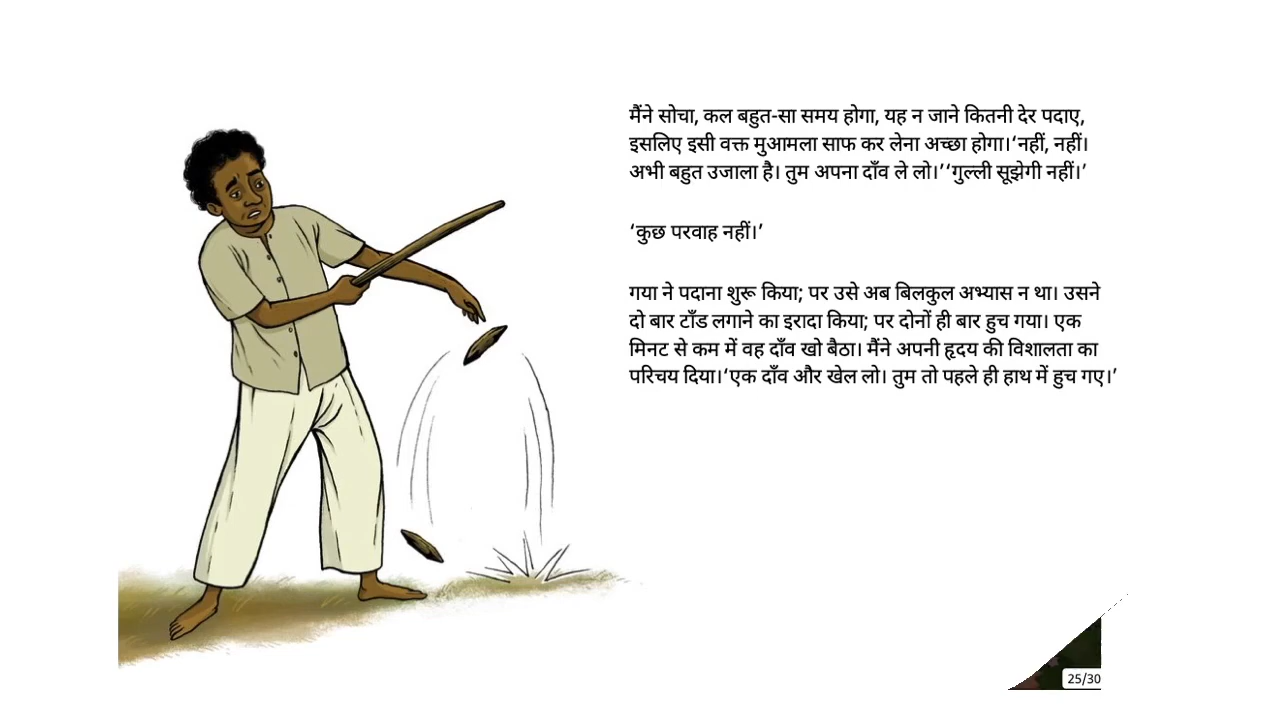 मैंने सोचा, कल बहुत-सा समय होगा, यह न जाने कितनी देर पदाए,
इसलिए इसी वक्त मुआमला साफ कर लेना अच्छा होगा।‘नहीं, नहीं।
अभी बहुत उजाला है। तुम अपना दाँव ले लो।’‘गुल्ली सूझेगी नहीं।’
‘कुछ परवाह नहीं।’
गया ने पदाना शुरू किया; पर उसे अब बिलकुल अभ्यास न था। उसने
दो बार टाँड लगाने का इरादा किया; पर दोनों ही बार हुच गया। एक
मिनट से कम में वह दाँव खो बैठा। मैंने अपनी हृदय की विशालता का
परिचय दिया।‘एक दाँव और खेल लो। तुम तो पहले ही हाथ में हुच गए।’
25/30